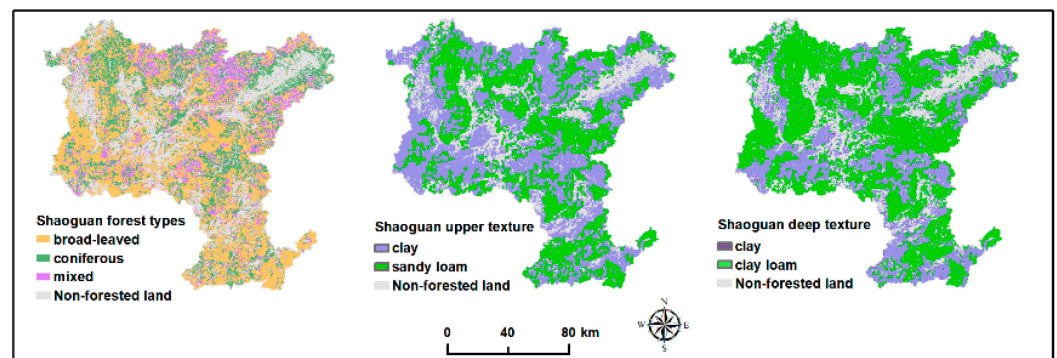 Shaoguan forest types
broad-leaved
coniferous
mixed
Non-forested land
Shaoguan upper texture
clay
sandy loam
Non-forested land
Shaoguan deep texture
clay
clay loam
Non-forested land
0 40 80 km
N
W E
S